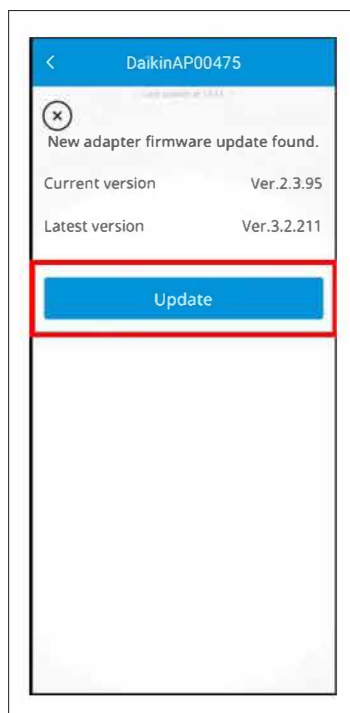 DaikinAP00475
New adapter firmware update found.
Current version Ver.2.3.95
Latest version Ver.3.2.211
Update